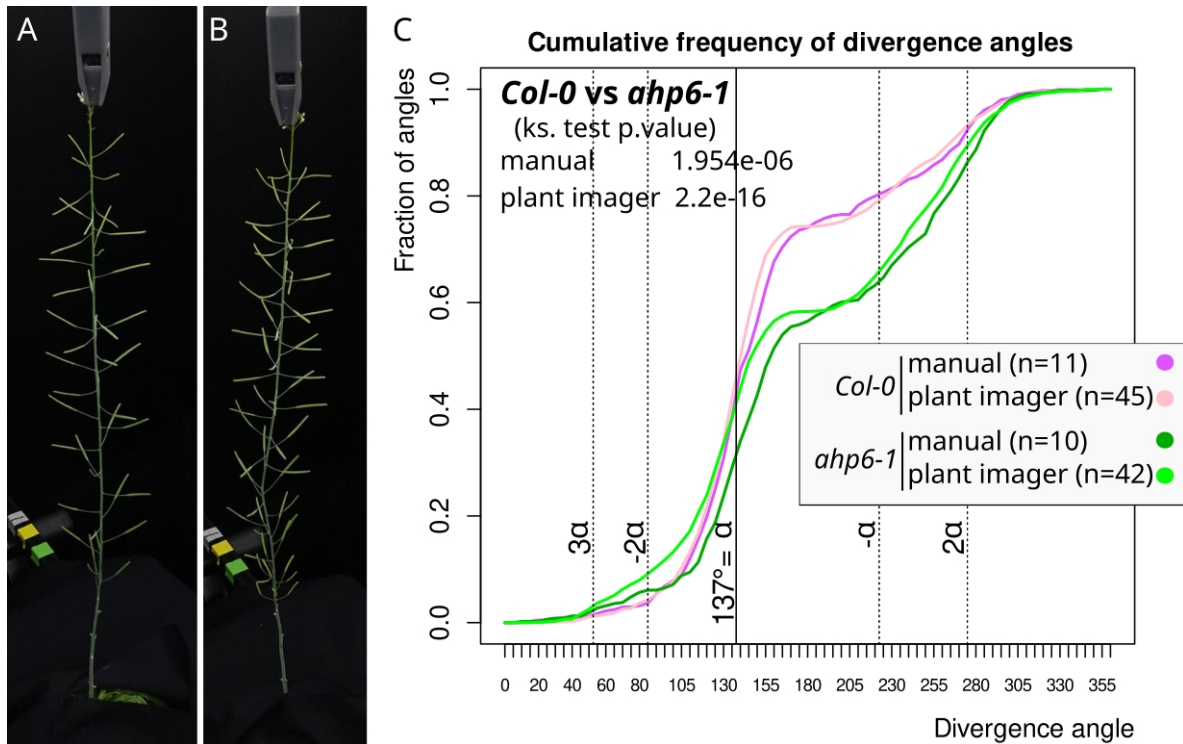 A
B
C
Cumulative frequency of divergence angles
Col-0 vs ahp6-1
(ks. test p.value)
manual 1.954e-06
plant imager 2.2e-16
Fraction of angles
0.0
0.2
0.4
0.6
0.8
1.0
3α
-2α
137°= α
-α
2α
Col-0
manual (n=11)
plant imager (n=45)
ahp6-1
manual (n=10)
plant imager (n=42)
0 20 40 60 80 105 130 155 180 205 230 255 280 305 330 355
Divergence angle